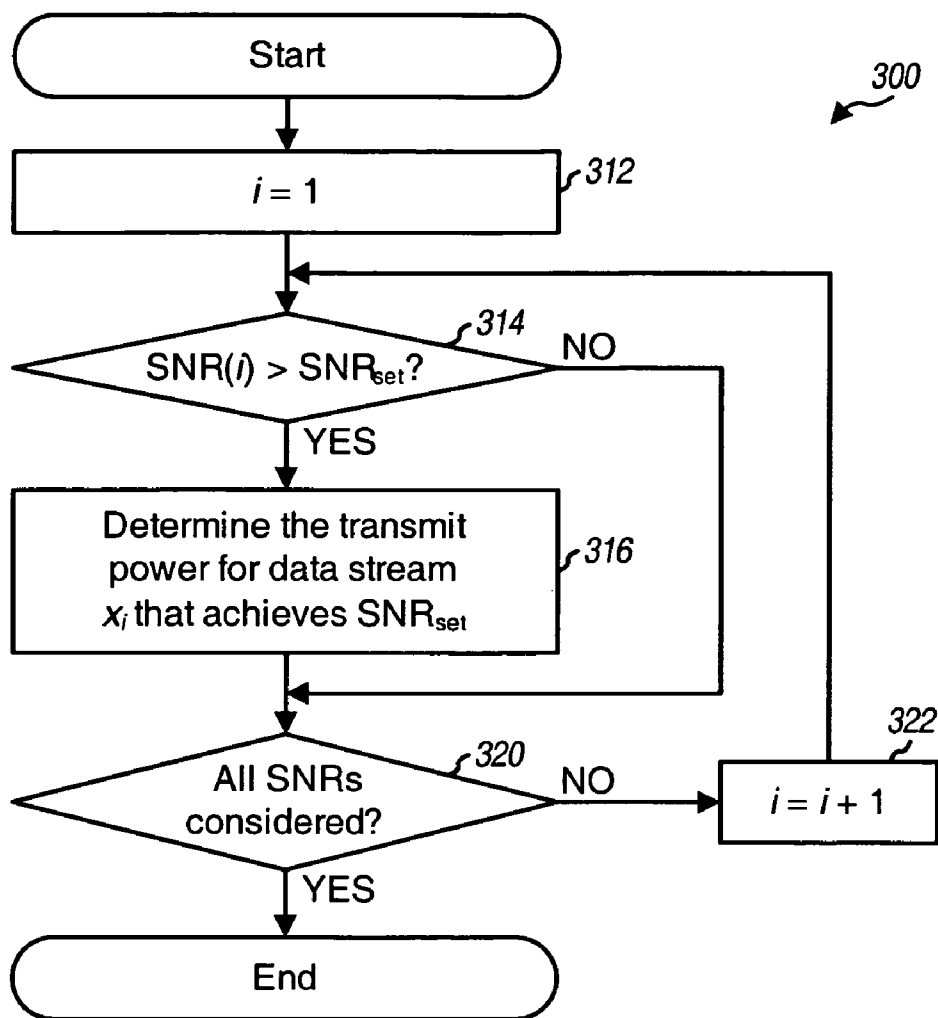 Start
300
i = 1
312
SNR(i) > SNRset?
314
NO
YES
Determine the transmit
power for data stream
xi that achieves SNRset
316
All SNRs
considered?
320
NO
i = i + 1
322
YES
End